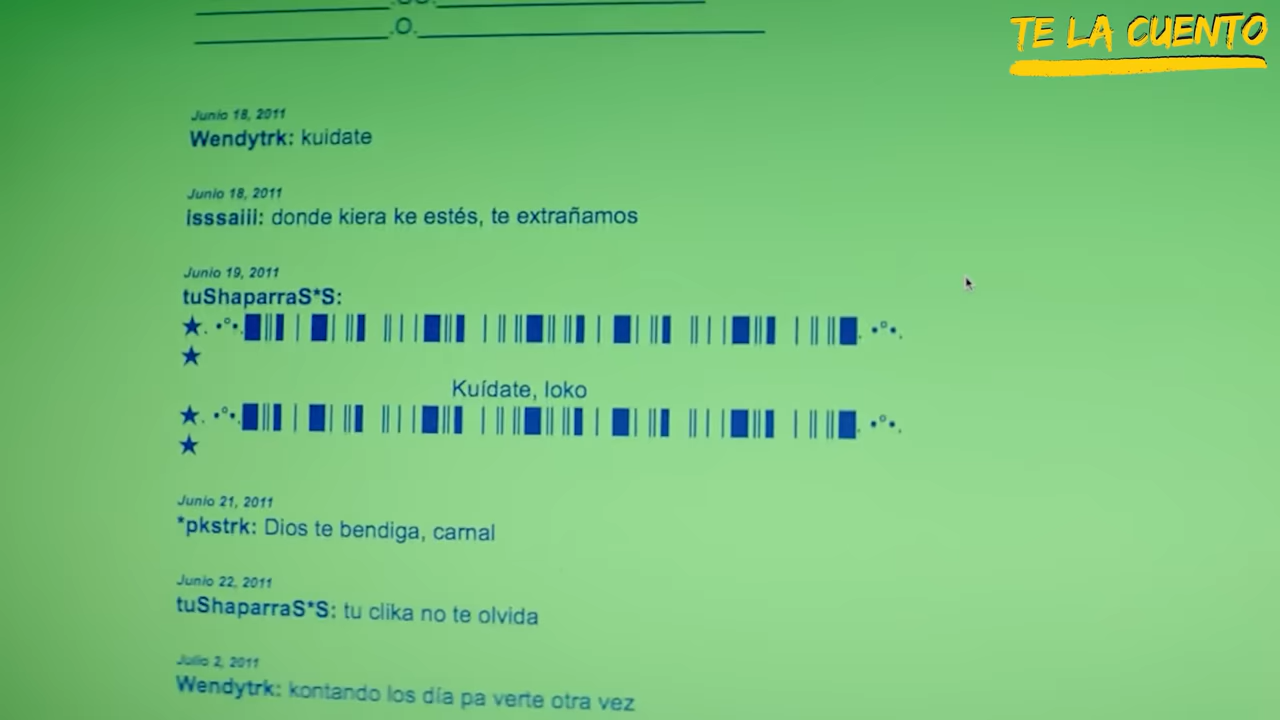 TE LA CUENTO
.O.
Junio 18, 2011
Wendytrk: kuidate
Junio 18, 2011
isssaiii: donde kiera ke estés, te extrañamos
Junio 19, 2011
tuShaparraS*S:
Kuídate, loko
Junio 21, 2011
*pkstrk: Dios te bendiga, carnal
Junio 22, 2011
tuShaparraS*S: tu clika no te olvida
Julio 2, 2011
Wendytrk: kontando los día pa verte otra vez